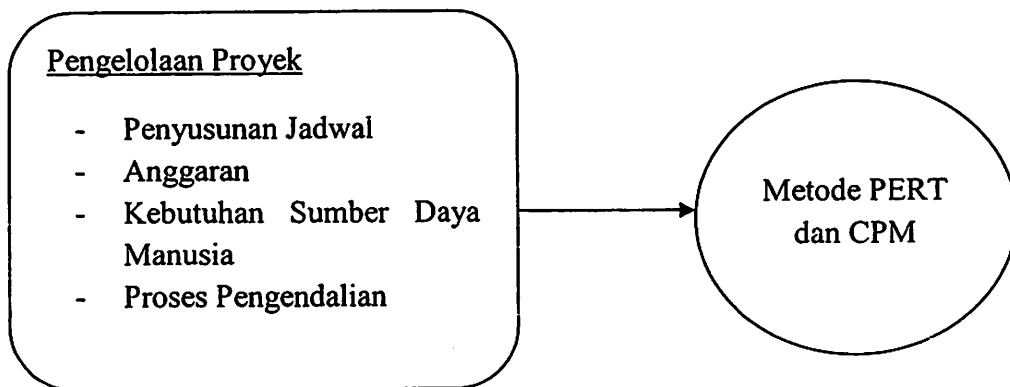 Pengelolaan Proyek
- Penyusunan Jadwal
- Anggaran
- Kebutuhan Sumber Daya
Manusia
- Proses Pengendalian
Metode PERT
dan CPM